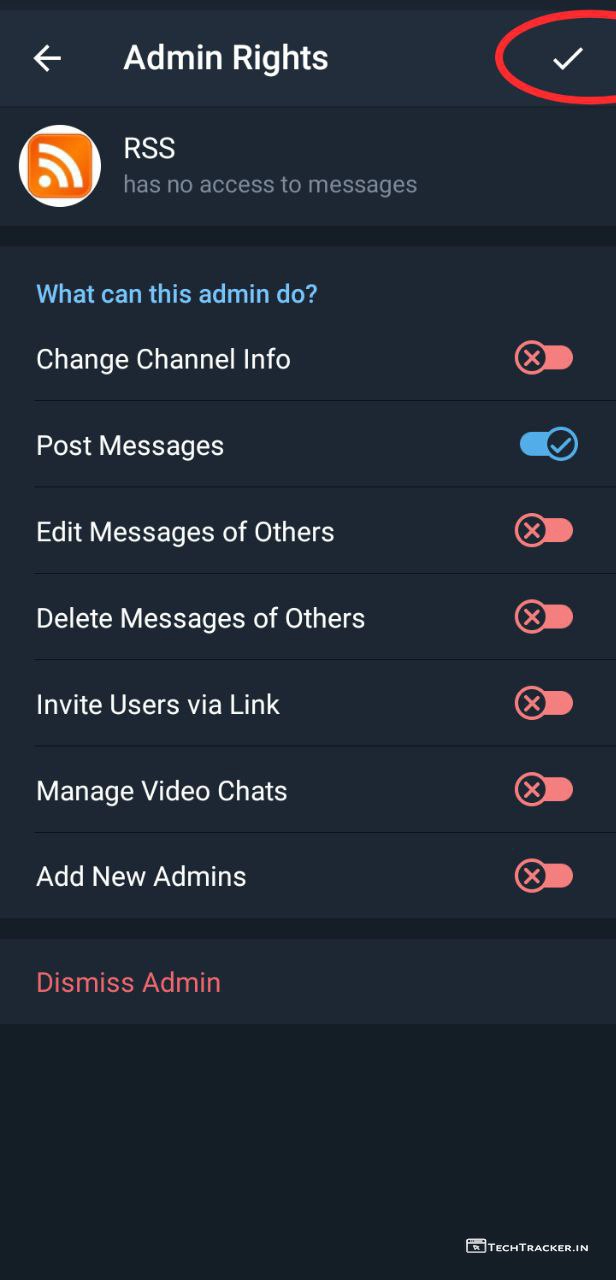 Admin Rights
RSS
has no access to messages
What can this admin do?
Change Channel Info
Post Messages
Edit Messages of Others
Delete Messages of Others
Invite Users via Link
Manage Video Chats
Add New Admins
Dismiss Admin
TECHTRACKER.IN